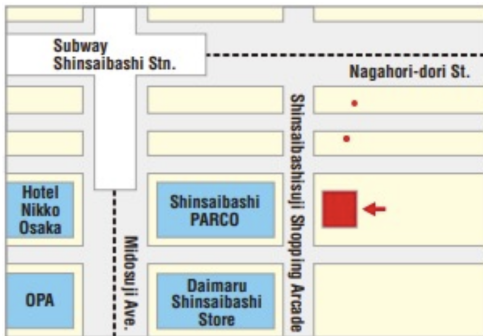 Subway
Shinsaibashi Stn.
Nagahori-dori St.
Shinsaibashisuji Shopping Arcade
Hotel
Nikko
Osaka
Shinsaibashi
PARCO
Midosuji Ave.
OPA
Daimaru
Shinsaibashi
Store